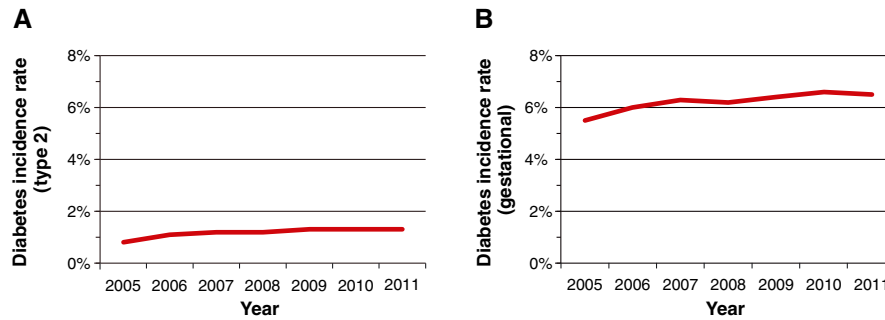 A
Diabetes incidence rate
(type 2)
8%
6%
4%
2%
0%
2005 2006 2007 2008 2009 2010 2011
Year
B
Diabetes incidence rate
(gestational)
8%
6%
4%
2%
0%
2005 2006 2007 2008 2009 2010 2011
Year